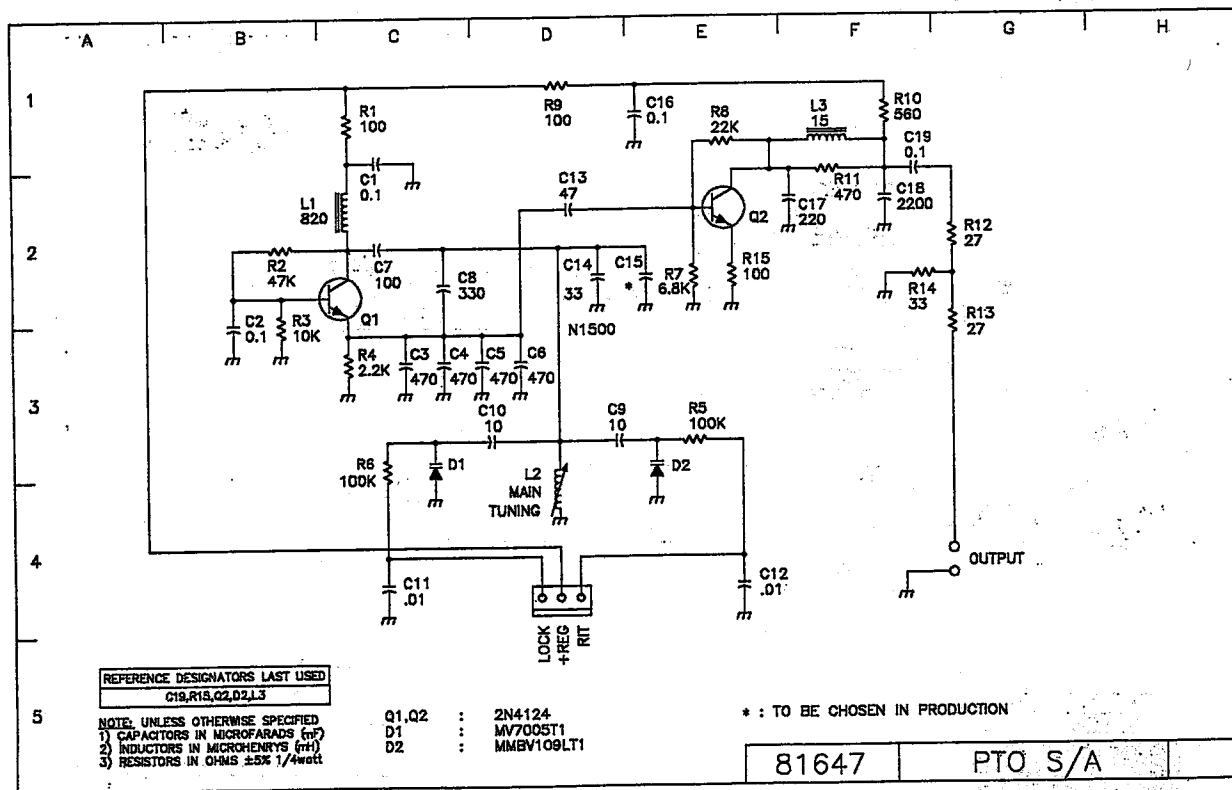 A B C D E F G H
1
R1
100
R9
100
C16
0.1
R8
22K
L3
15
R10
560
C19
0.1
C1
0.1
C13
47
R11
470
C17
220
C18
2200
L1
820
Q2
R12
27
2
R2
47K
C7
100
C8
330
C14
33
C15
*
R7
6.8K
R15
100
R14
33
R13
27
N1500
C2
0.1
R3
10K
Q1
R4
2.2K
C3
470
C4
470
C5
470
C6
470
3
C10
10
C9
10
R5
100K
R6
100K
D1
L2
MAIN
TUNING
D2
4
C11
.01
C12
.01
OUTPUT
LOCK
+REG
RIT
REFERENCE DESIGNATORS LAST USED
C19,R15,Q2,D2,L3
5
NOTE: UNLESS OTHERWISE SPECIFIED
1) CAPACITORS IN MICROFARADS (mF)
2) INDUCTORS IN MICROHENRYS (mH)
3) RESISTORS IN OHMS ±5% 1/4watt
Q1,Q2 : 2N4124
D1 : MV7005T1
D2 : MMBV109LT1
* : TO BE CHOSEN IN PRODUCTION
81647 PTO S/A